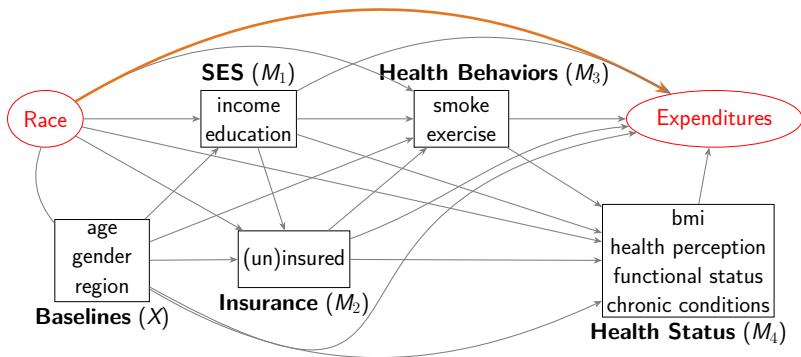 SES (M1)
Health Behaviors (M3)
Race
income
education
smoke
exercise
Expenditures
age
gender
region
(un)insured
bmi
health perception
functional status
chronic conditions
Baselines (X)
Insurance (M2)
Health Status (M4)